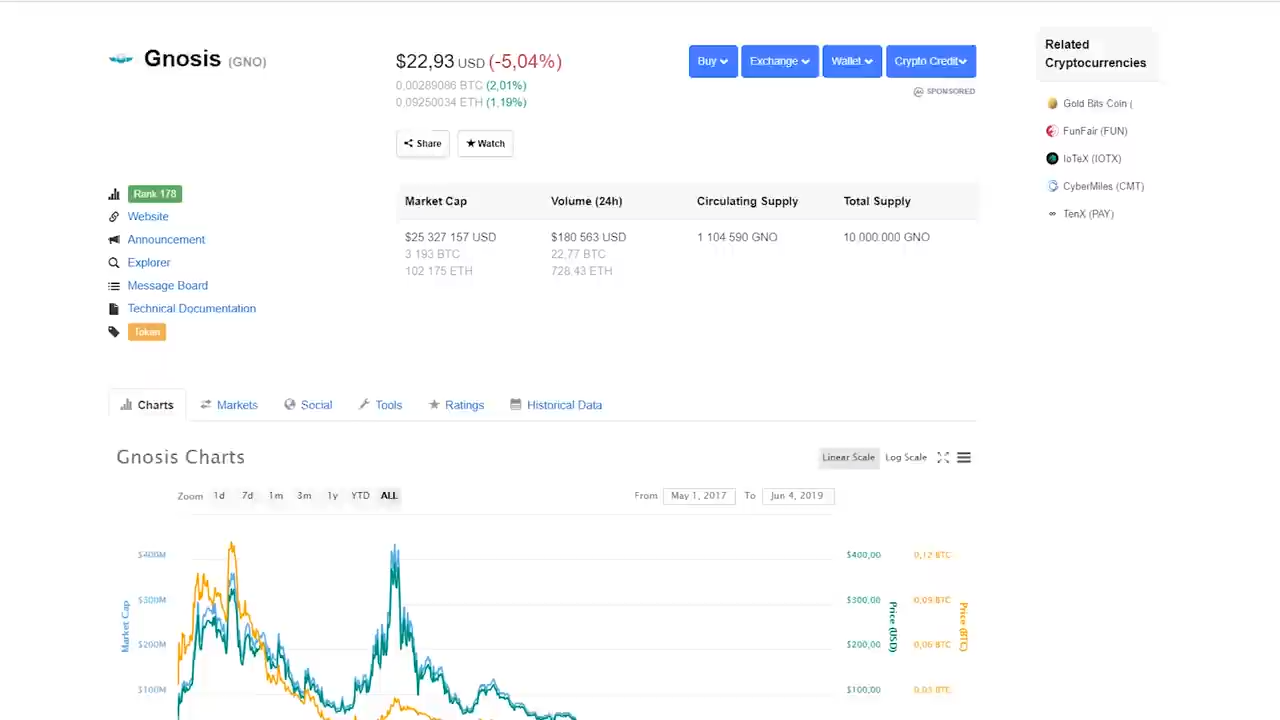 Gnosis (GNO)
$22,93 USD (-5,04%)
0,00289086 BTC (2,01%)
0,09250034 ETH (1,19%)
Buy
Exchange
Wallet
Crypto Credit
SPONSORED
Share
Watch
Related
Cryptocurrencies
Gold Bits Coin (
FunFair (FUN)
IoTeX (IOTX)
CyberMiles (CMT)
TenX (PAY)
Rank 178
Website
Announcement
Explorer
Message Board
Technical Documentation
Token
Market Cap Volume (24h) Circulating Supply Total Supply
$25 327 157 USD $180 563 USD 1 104 590 GNO 10 000 000 GNO
3 193 BTC 22,77 BTC
102 175 ETH 728,43 ETH
Charts Markets Social Tools Ratings Historical Data
Gnosis Charts
Linear Scale Log Scale
Zoom 1d 7d 1m 3m 1y YTD ALL
From May 1, 2017 To Jun 4, 2019
$400M $400,00 0,12 BTC
$300M $300,00 0,09 BTC
$200M $200,00 0,06 BTC
$100M $100,00 0,03 BTC
Market Cap
Price (USD)
Price (BTC)